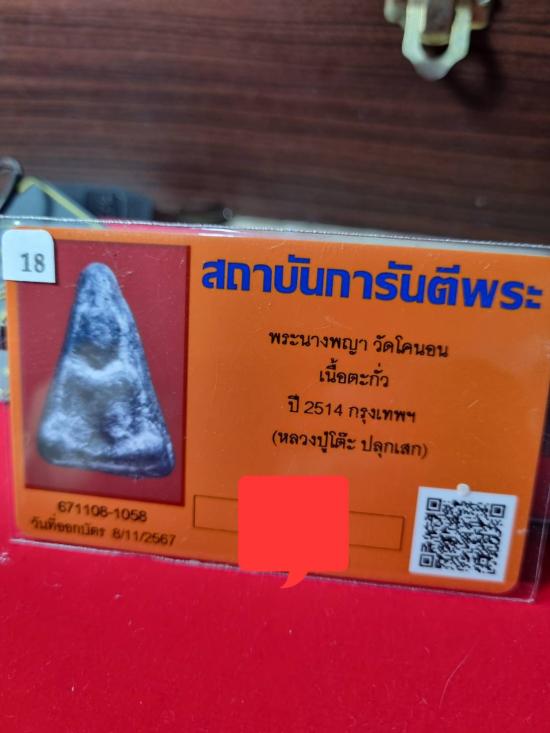 18
สถาบันการันตีพระ
พระนางพญา วัดโคนอน
เนื้อตะกั่ว
ปี 2514 กรุงเทพฯ
(หลวงปู่โต๊ะ ปลุกเสก)
671108-1058
วันที่ออกบัตร 8/11/2567